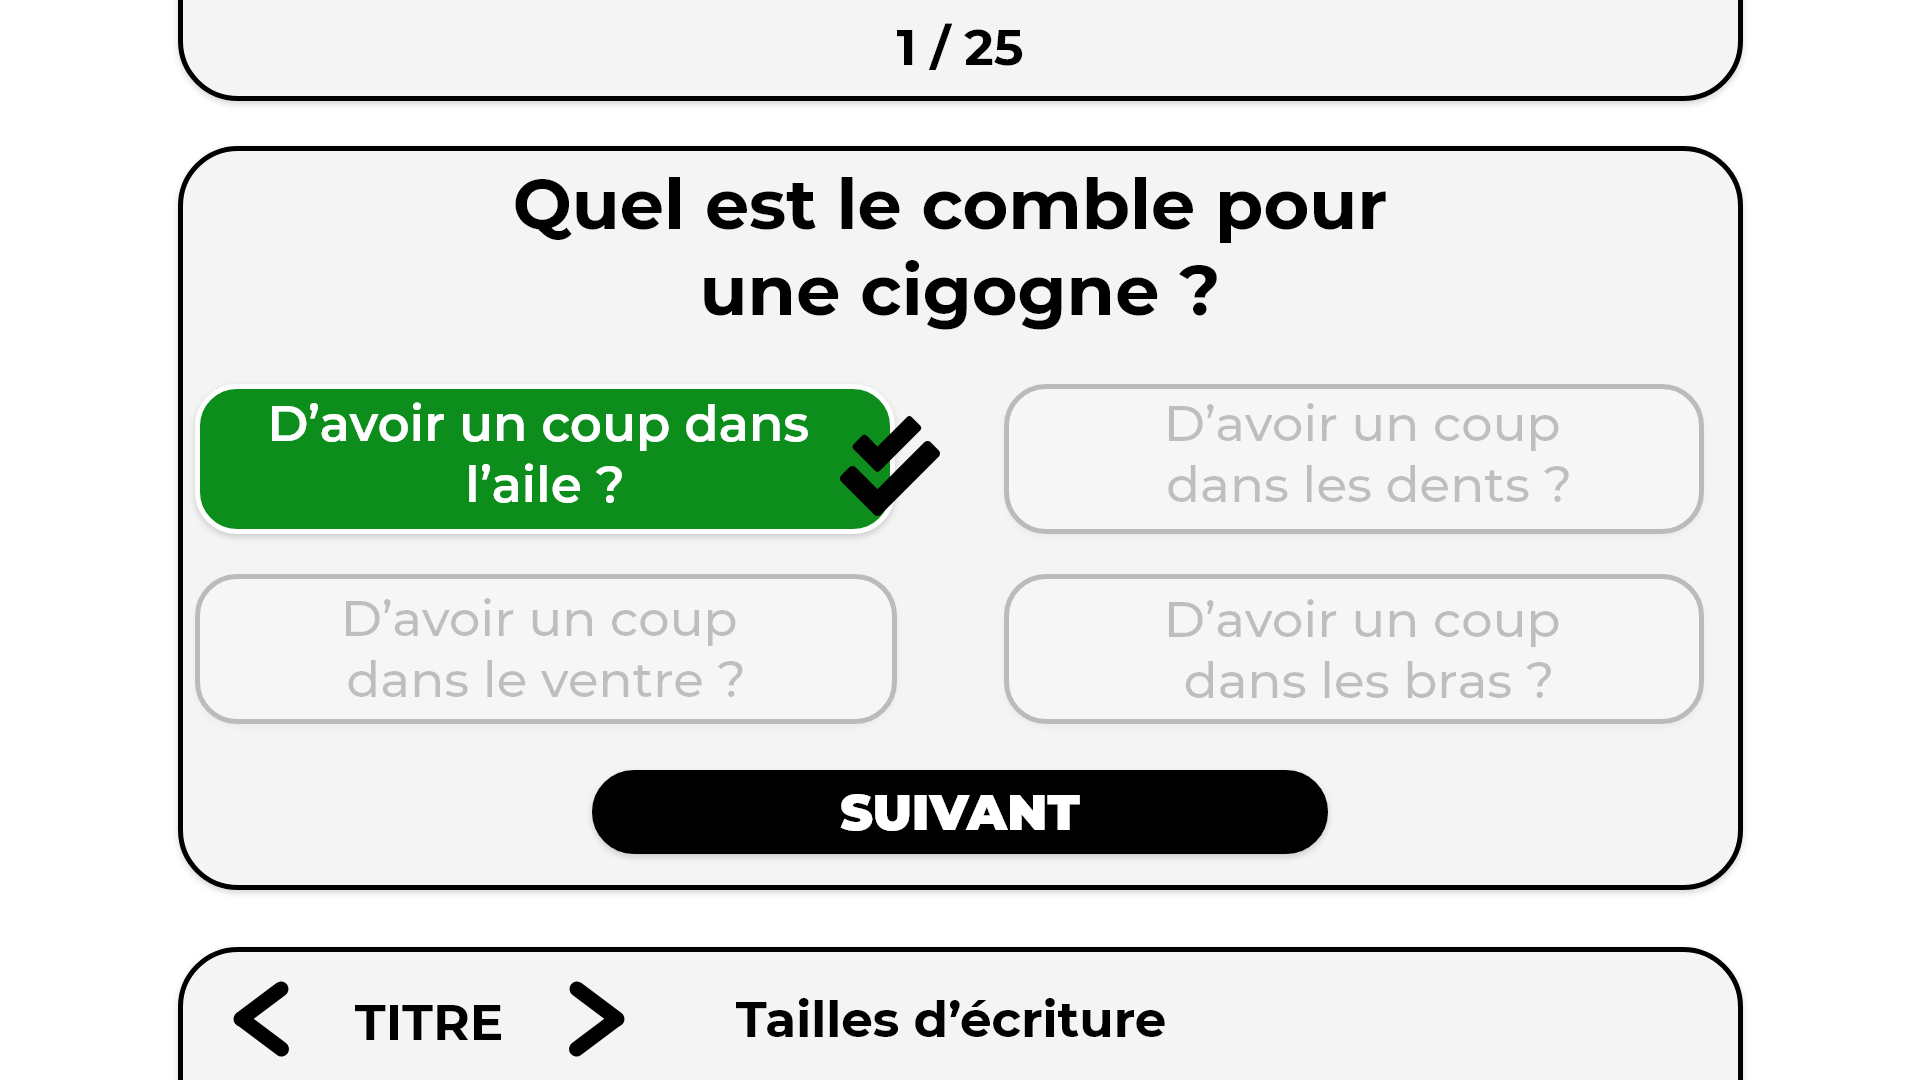 1 / 25
Quel est le comble pour
une cigogne ?
D’avoir un coup dans
l’aile ?
D’avoir un coup
dans les dents ?
D’avoir un coup
dans le ventre ?
D’avoir un coup
dans les bras ?
SUIVANT
TITRE
Tailles d’écriture